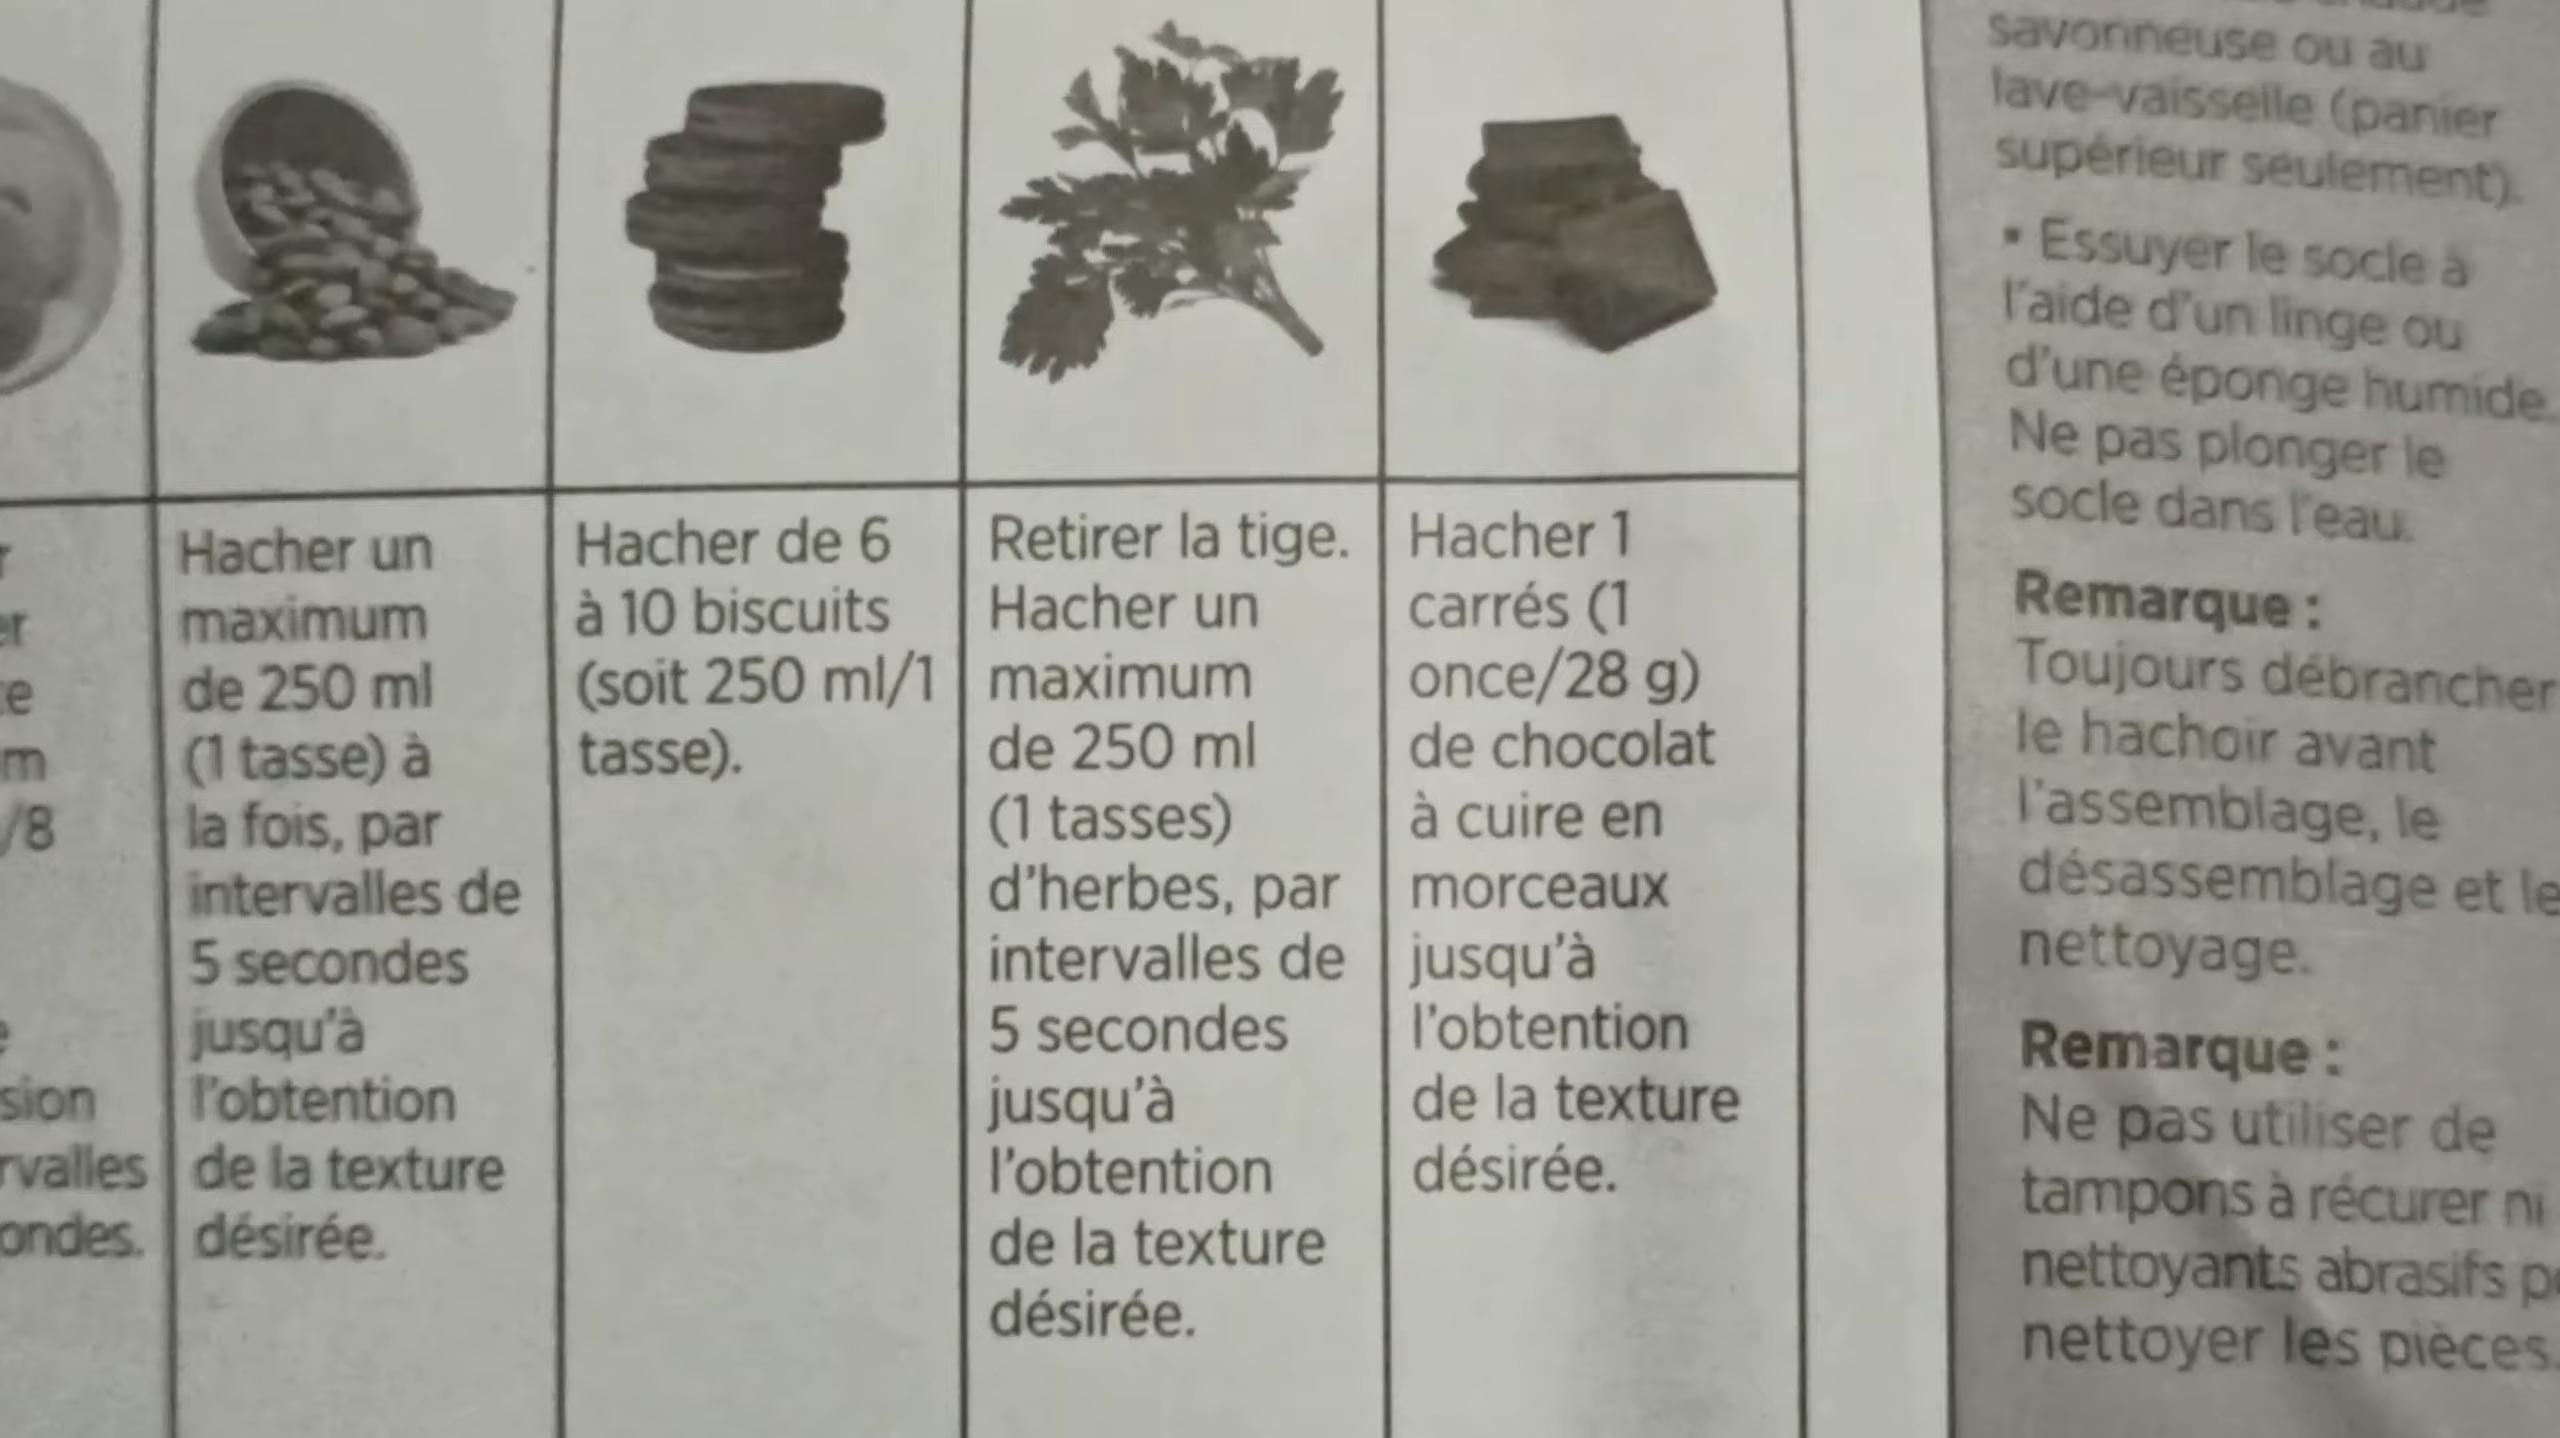 r
er
te
m
/8
e
sion
rvalles
ondes.
Hacher un
maximum
de 250 ml
(1 tasse) à
la fois, par
intervalles de
5 secondes
jusqu'à
l'obtention
de la texture
désirée.
Hacher de 6
à 10 biscuits
(soit 250 ml/1
tasse).
Retirer la tige.
Hacher un
maximum
de 250 ml
(1 tasses)
d'herbes, par
intervalles de
5 secondes
jusqu'à
l'obtention
de la texture
désirée.
Hacher 1
carrés (1
once/28 g)
de chocolat
à cuire en
morceaux
jusqu'à
l'obtention
de la texture
désirée.
savonneuse ou au
lave-vaisselle (panier
supérieur seulement).
• Essuyer le socle à
l'aide d'un linge ou
d'une éponge humide.
Ne pas plonger le
socle dans l'eau.
Remarque :
Toujours débrancher
le hachoir avant
l'assemblage, le
désassemblage et le
nettoyage.
Remarque :
Ne pas utiliser de
tampons à récurer ni
nettoyants abrasifs
nettoyer les pièces.